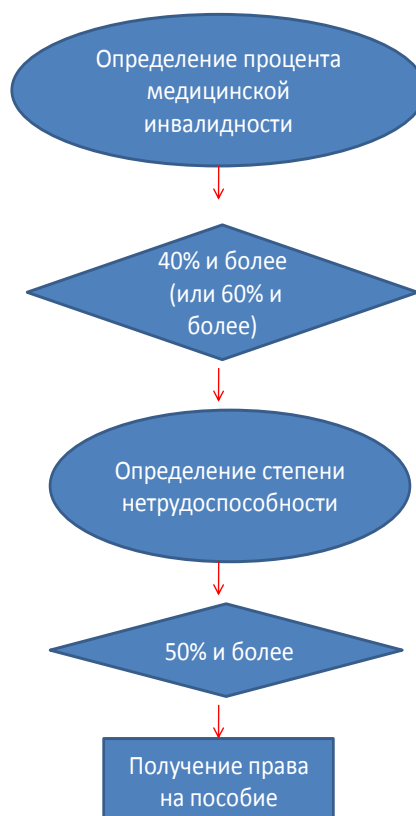 Определение процента
медицинской
инвалидности
40% и более
(или 60% и
более)
Определение степени
нетрудоспособности
50% и более
Получение права
на пособие